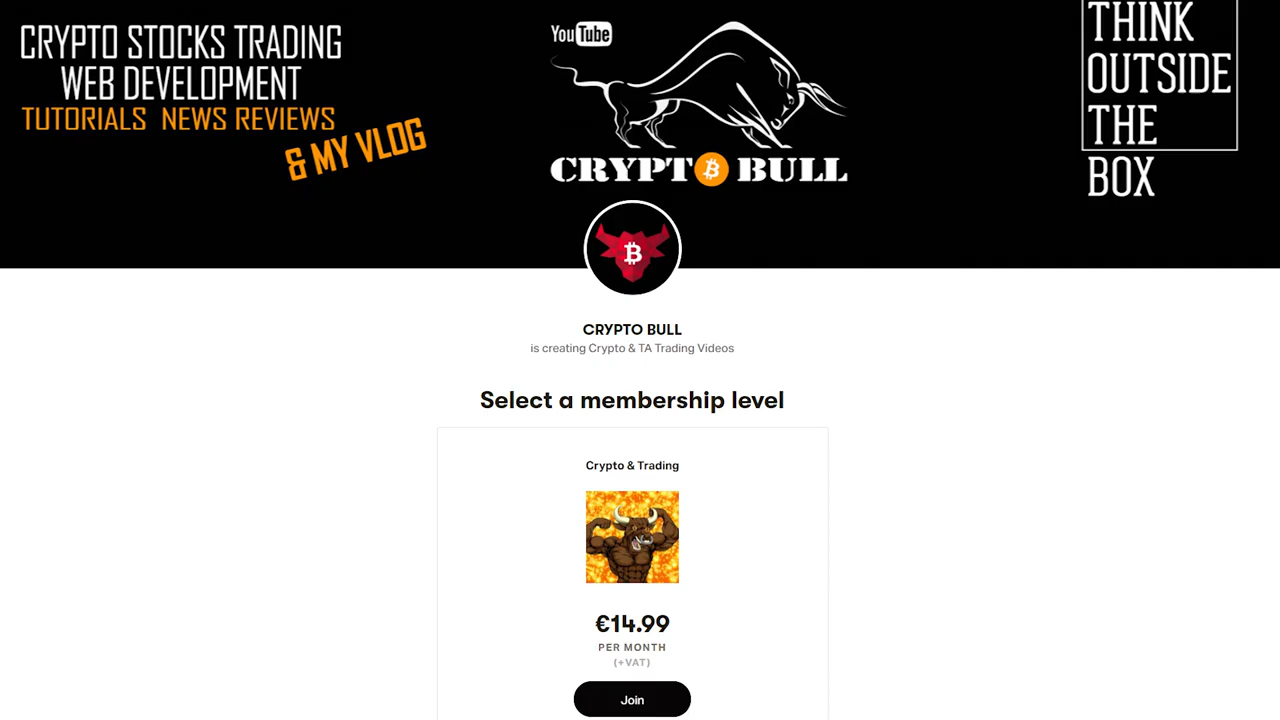 CRYPTO STOCKS TRADING
WEB DEVELOPMENT
TUTORIALS NEWS REVIEWS
& MY VLOG
YouTube
CRYPTO BULL
THINK
OUTSIDE
THE
BOX
CRYPTO BULL
is creating Crypto & TA Trading Videos
Select a membership level
Crypto & Trading
€14.99
PER MONTH
(+VAT)
Join